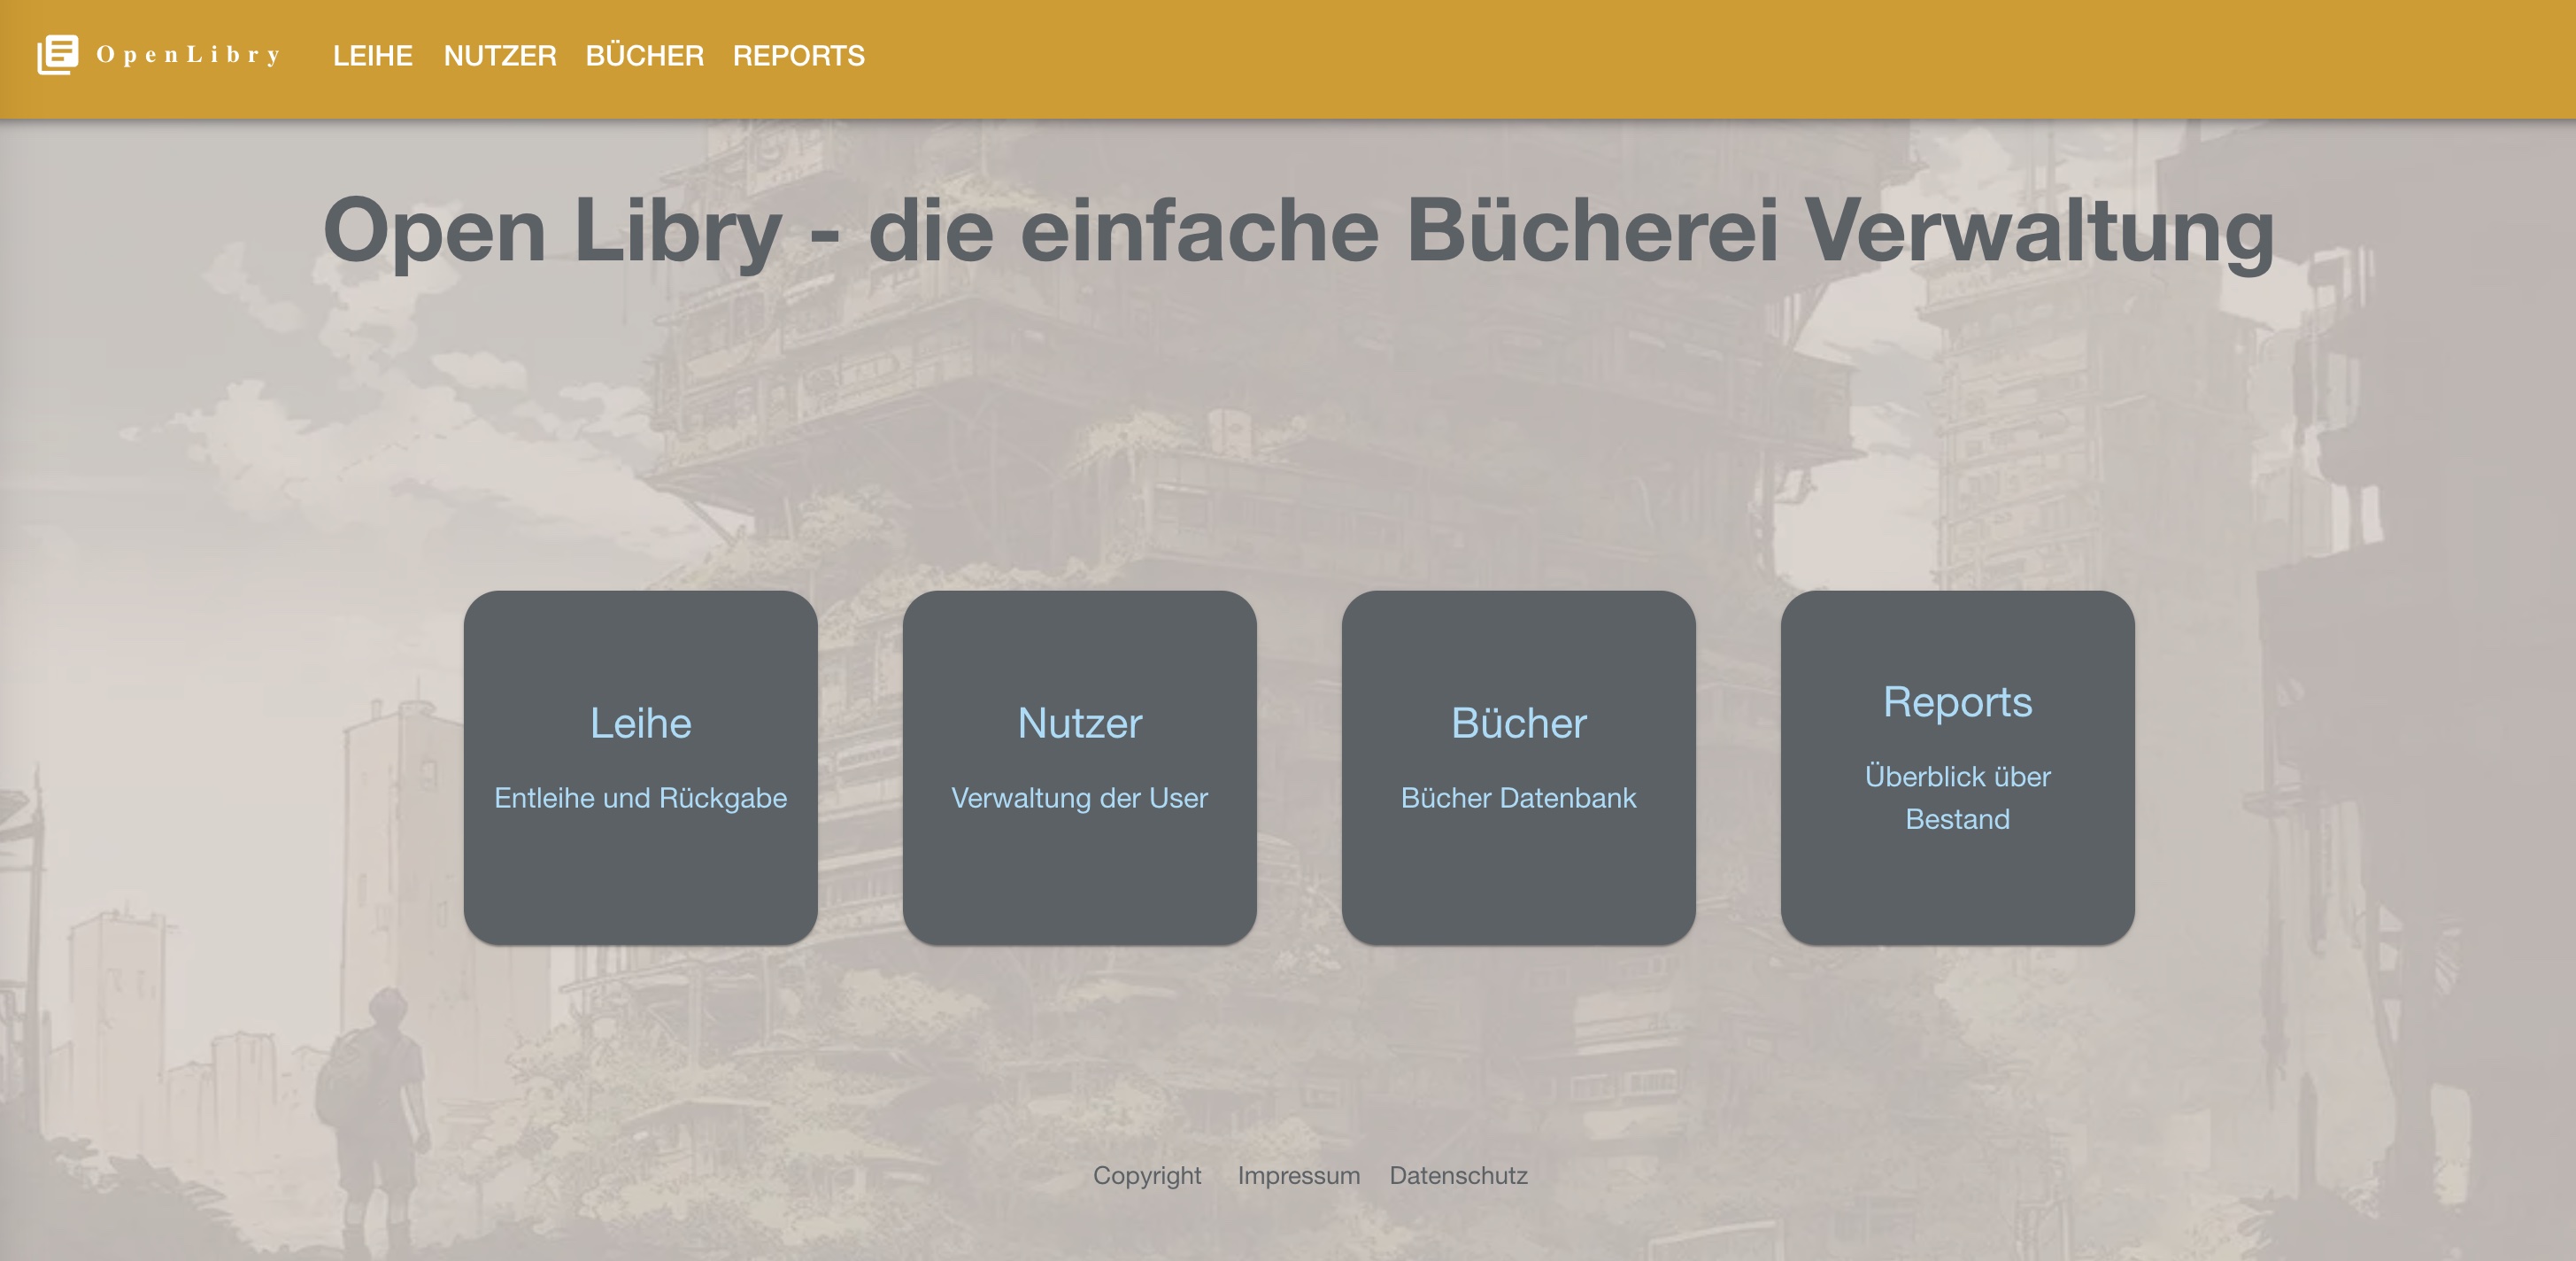 OpenLibry LEIHE NUTZER BÜCHER REPORTS
Open Libry - die einfache Bücherei Verwaltung
Leihe
Entleihe und Rückgabe
Nutzer
Verwaltung der User
Bücher
Bücher Datenbank
Reports
Überblick über
Bestand
Copyright Impressum Datenschutz